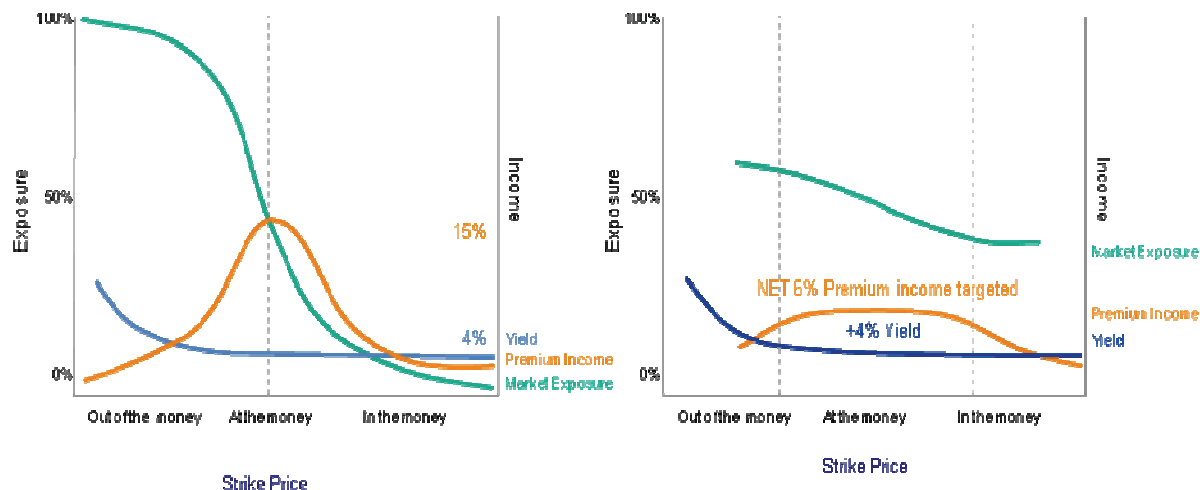 100%
50%
0%
Exposure
Income
15%
4%
Yield
Premium Income
Market Exposure
Out of the money
At the money
In the money
Strike Price
100%
50%
0%
Exposure
Income
Market Exposure
NET 6% Premium income targeted
Premium Income
+4% Yield
Yield
Out of the money
At the money
In the money
Strike Price